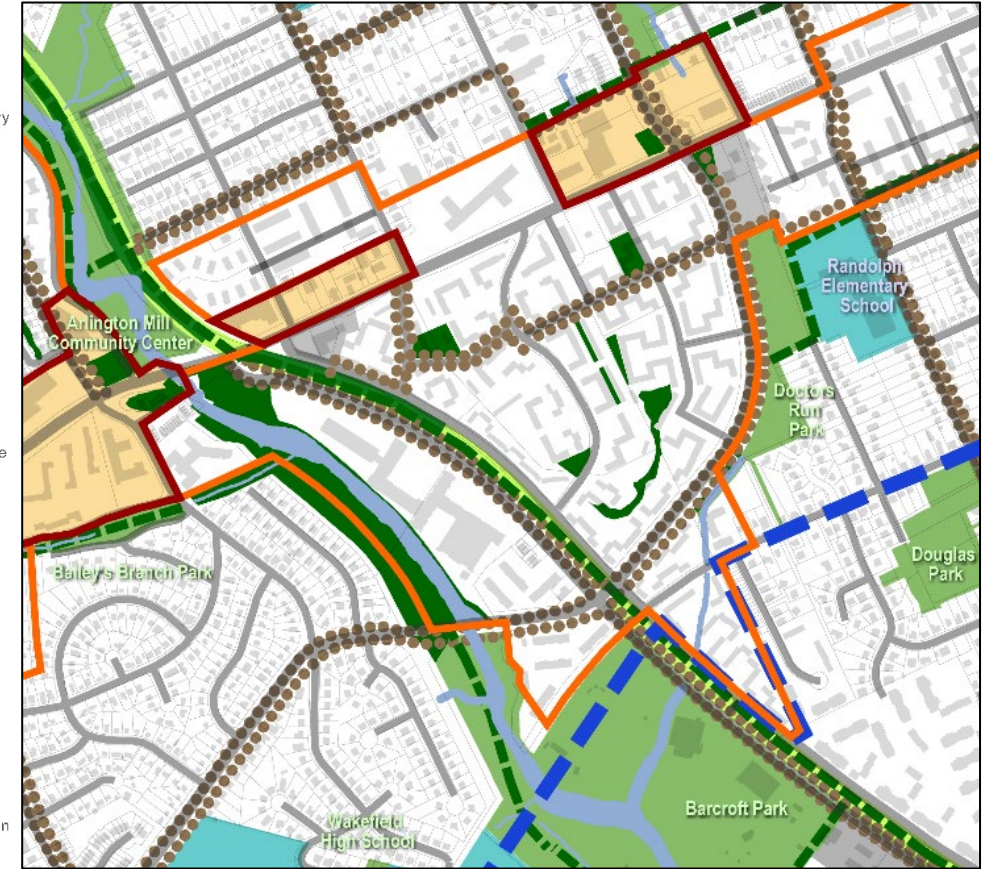 Arlington Mill
Community Center
Randolph
Elementary
School
Doctors
Run
Park
Douglas
Park
Bailey's Branch Park
Wakefield
High School
Barcroft Park